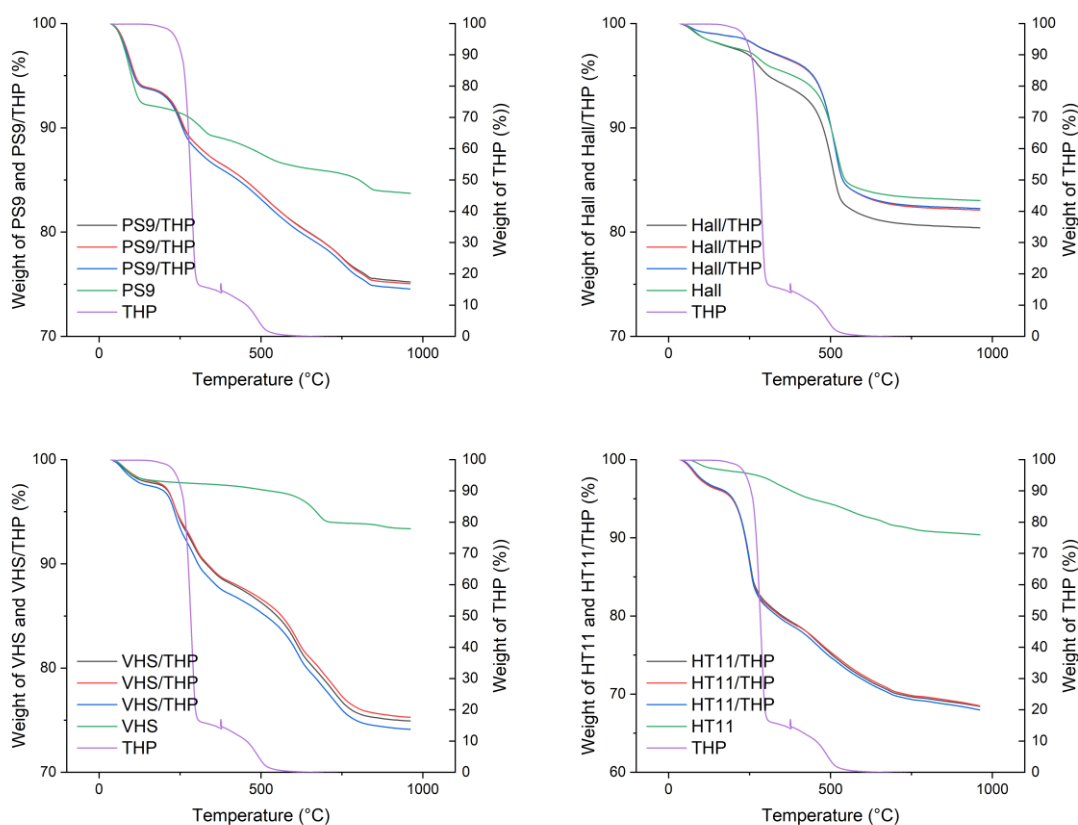 Weight of PS9 and PS9/THP (%)
100
90
80
70
PS9/THP
PS9/THP
PS9/THP
PS9
THP
0
500
1000
Temperature (°C)
100
90
80
70
60
50
40
30
20
10
0
Weight of THP (%))
Weight of Hall and Hall/THP (%)
100
90
80
70
Hall/THP
Hall/THP
Hall/THP
Hall
THP
0
500
1000
Temperature (°C)
100
90
80
70
60
50
40
30
20
10
0
Weight of THP (%))
Weight of VHS and VHS/THP (%)
100
90
80
70
VHS/THP
VHS/THP
VHS/THP
VHS
THP
0
500
1000
Temperature (°C)
100
90
80
70
60
50
40
30
20
10
0
Weight of THP (%))
Weight of HT11 and HT11/THP (%)
100
90
80
70
60
HT11/THP
HT11/THP
HT11/THP
HT11
THP
0
500
1000
Temperature (°C)
100
90
80
70
60
50
40
30
20
10
0
Weight of THP (%))